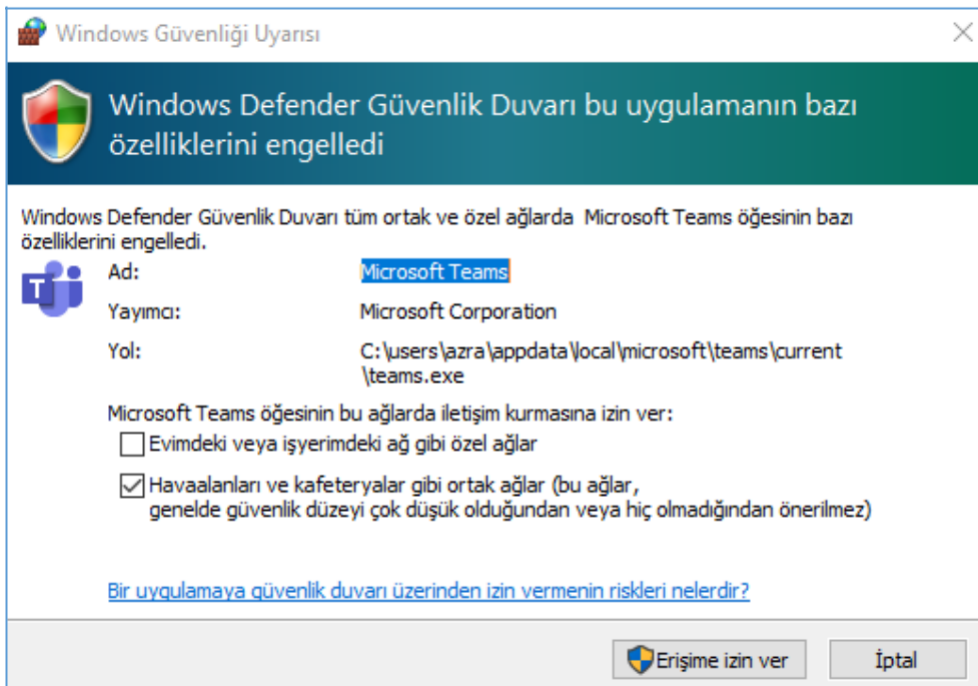 Windows Güvenliği Uyarısı
Windows Defender Güvenlik Duvarı bu uygulamanın bazı
özelliklerini engelledi
Windows Defender Güvenlik Duvarı tüm ortak ve özel ağlarda Microsoft Teams öğesinin bazı
özelliklerini engelledi.
T
Ad: Microsoft Teams
Yayımcı: Microsoft Corporation
Yol: C:\users\azra\appdata\local\microsoft\teams\current
\teams.exe
Microsoft Teams öğesinin bu ağlarda iletişim kurmasına izin ver:
Evimdeki veya işyerimdeki ağ gibi özel ağlar
Havaalanları ve kafeteryalar gibi ortak ağlar (bu ağlar,
genelde güvenlik düzeyi çok düşük olduğundan veya hiç olmadığından önerilmez)
Bir uygulamaya güvenlik duvarı üzerinden izin vermenin riskleri nelerdir?
Erişime izin ver İptal